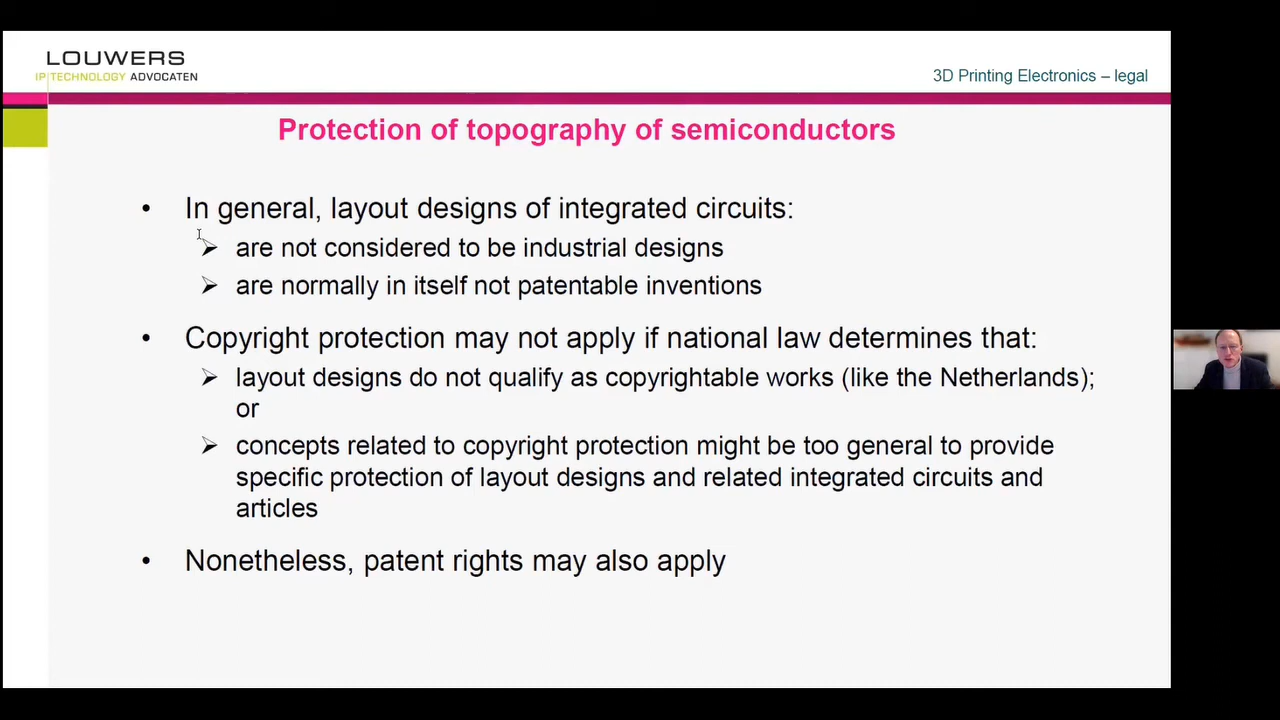 LOUWERS
IP TECHNOLOGY ADVOCATEN
3D Printing Electronics – legal
Protection of topography of semiconductors
• In general, layout designs of integrated circuits:
➢ are not considered to be industrial designs
➢ are normally in itself not patentable inventions
• Copyright protection may not apply if national law determines that:
➢ layout designs do not qualify as copyrightable works (like the Netherlands);
or
➢ concepts related to copyright protection might be too general to provide
specific protection of layout designs and related integrated circuits and
articles
• Nonetheless, patent rights may also apply